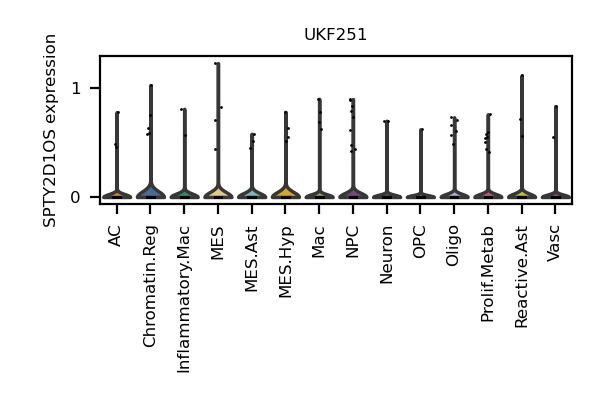 UKF251
SPTY2D1OS expression
1
0
AC
Chromatin.Reg
Inflammatory.Mac
MES
MES.Ast
MES.Hyp
Mac
NPC
Neuron
OPC
Oligo
Prolif.Metab
Reactive.Ast
Vasc